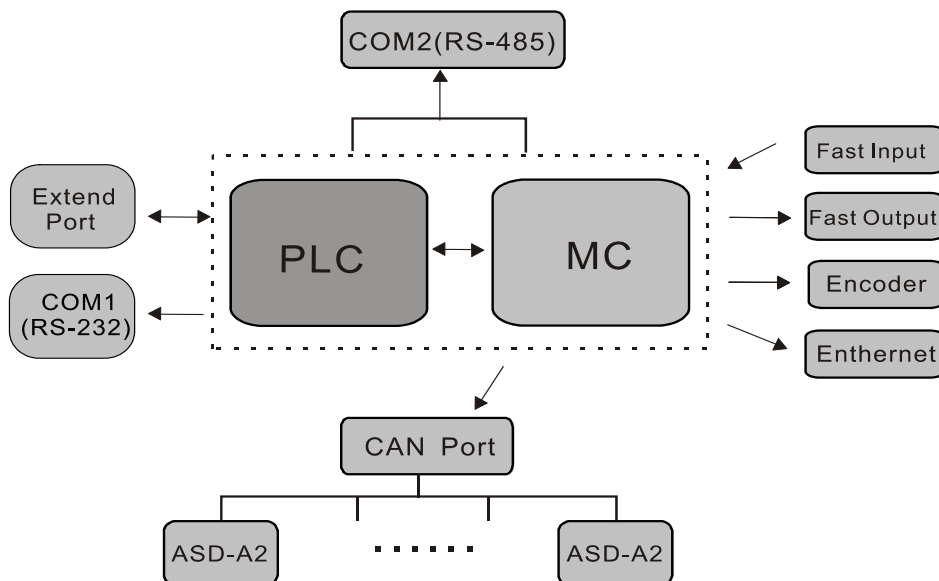 COM2(RS-485)
Extend
Port
COM1
(RS-232)
PLC
MC
Fast Input
Fast Output
Encoder
Enthernet
CAN Port
ASD-A2
......
ASD-A2